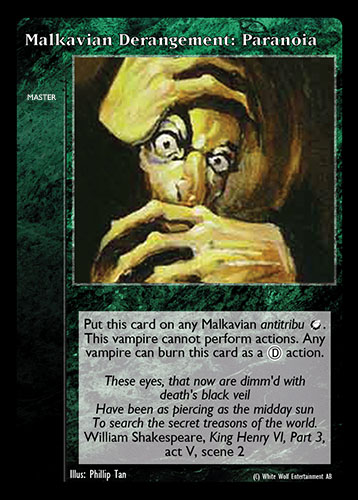 Malkavian Derangement: Paranoia
MASTER
Put this card on any Malkavian antitribu.
This vampire cannot perform actions. Any
vampire can burn this card as a Ⓓ action.
These eyes, that now are dimm'd with
death's black veil
Have been as piercing as the midday sun
To search the secret treasons of the world.
William Shakespeare, King Henry VI, Part 3,
act V, scene 2
Illus: Phillip Tan
(C) White Wolf Entertainment AB